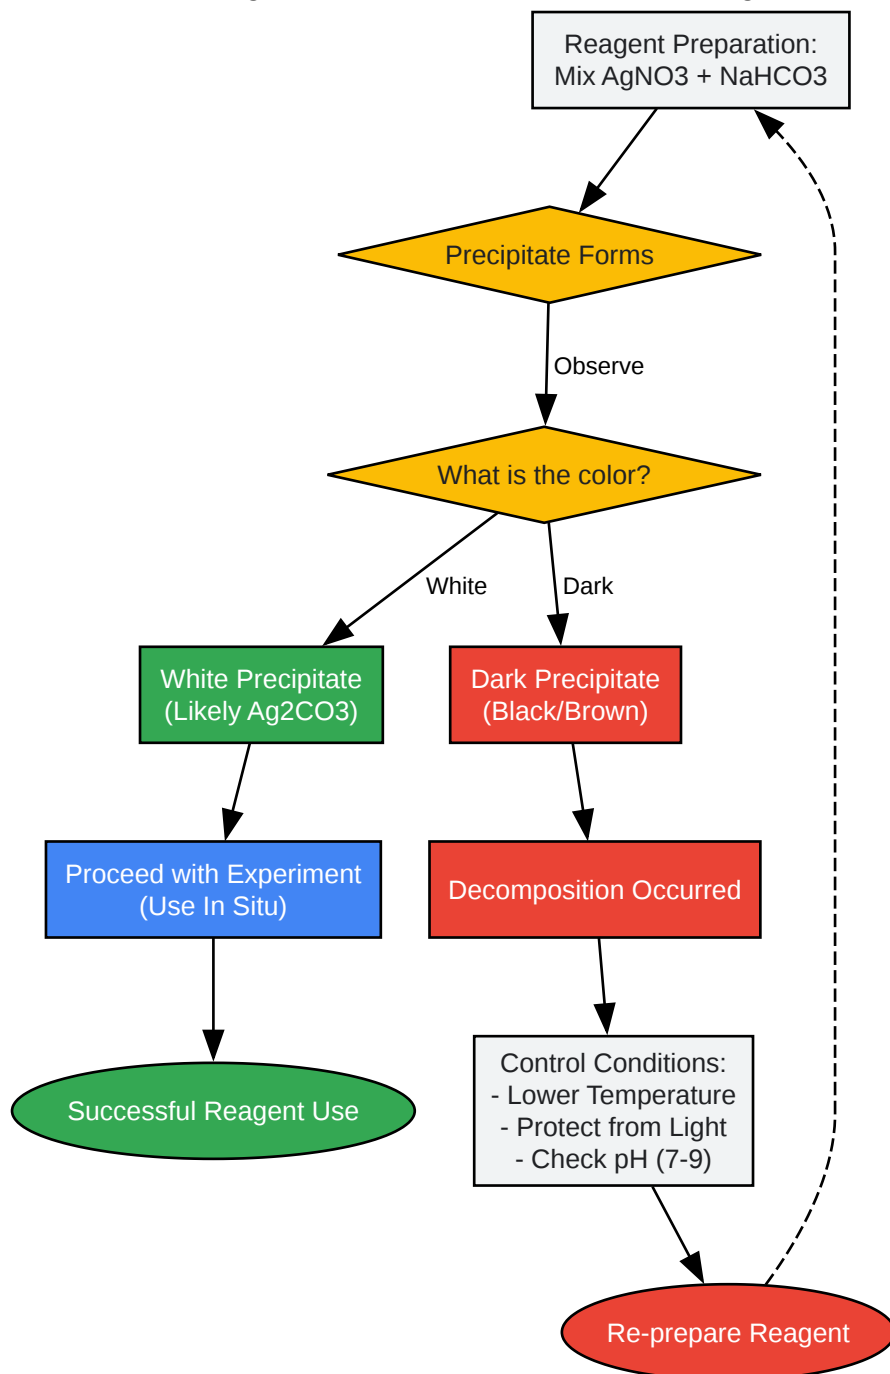 Reagent Preparation:
Mix AgNO3 + NaHCO3
Precipitate Forms
Observe
What is the color?
White
Dark
White Precipitate
(Likely Ag2CO3)
Dark Precipitate
(Black/Brown)
Proceed with Experiment
(Use In Situ)
Decomposition Occurred
Control Conditions:
- Lower Temperature
- Protect from Light
- Check pH (7-9)
Successful Reagent Use
Re-prepare Reagent